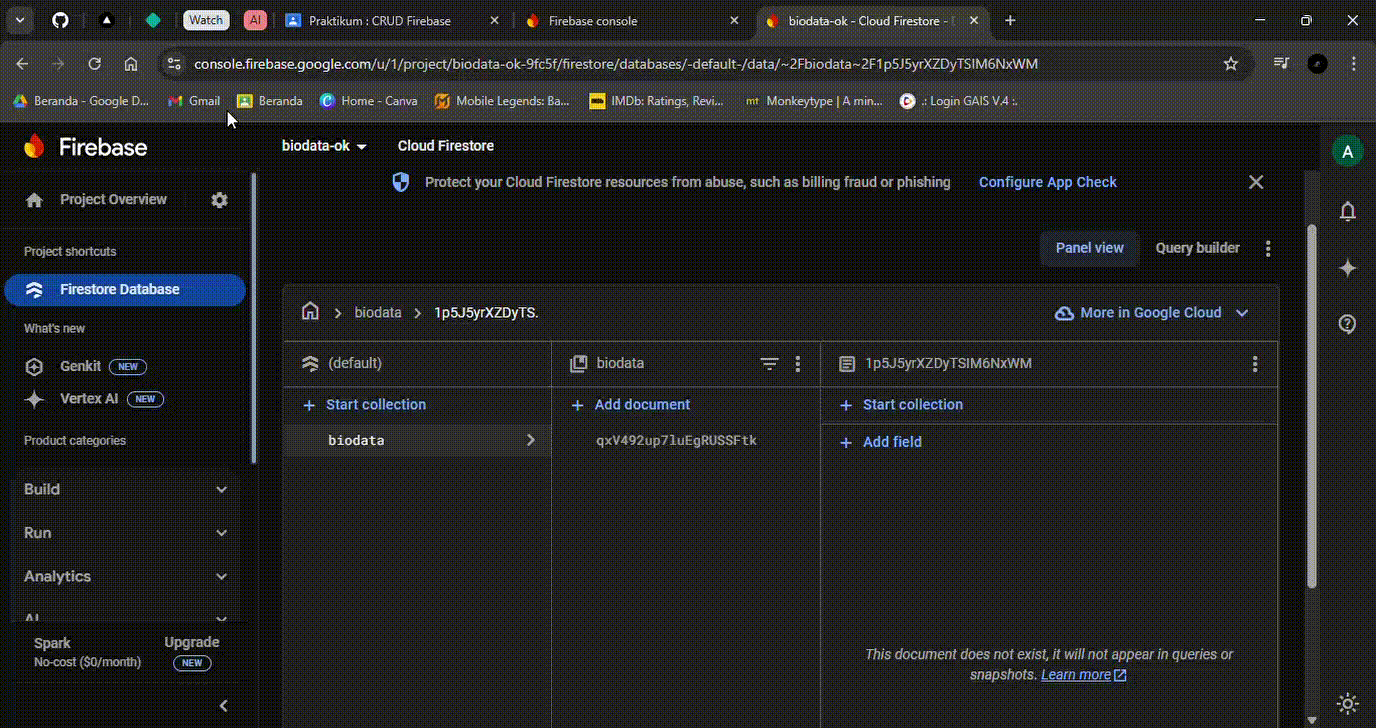 Watch
AI
Praktikum : CRUD Firebase
Firebase console
biodata-ok - Cloud Firestore -
console.firebase.google.com/u/1/project/biodata-ok-9fc5f/firestore/databases/-default-/data/~2Fbiodata~2F1p5J5yrXZDyTSIM6NxWM
Beranda - Google D...
Gmail
Beranda
Home - Canva
Mobile Legends: Ba...
IMDb: Ratings, Revi...
mt Monkeytype | A min...
.: Login GAIS V.4 :.
Firebase
biodata-ok
Cloud Firestore
A
Protect your Cloud Firestore resources from abuse, such as billing fraud or phishing
Configure App Check
Project Overview
Project shortcuts
Panel view
Query builder
Firestore Database
biodata
1p5J5yrXZDyTS.
More in Google Cloud
What's new
Genkit NEW
Vertex AI NEW
(default)
biodata
1p5J5yrXZDyTSIM6NxWM
+ Start collection
+ Add document
+ Start collection
biodata
qxV492up7luEgRUSSFtk
+ Add field
Product categories
Build
Run
Analytics
AI
Spark
No-cost ($0/month)
Upgrade
NEW
This document does not exist, it will not appear in queries or
snapshots. Learn more